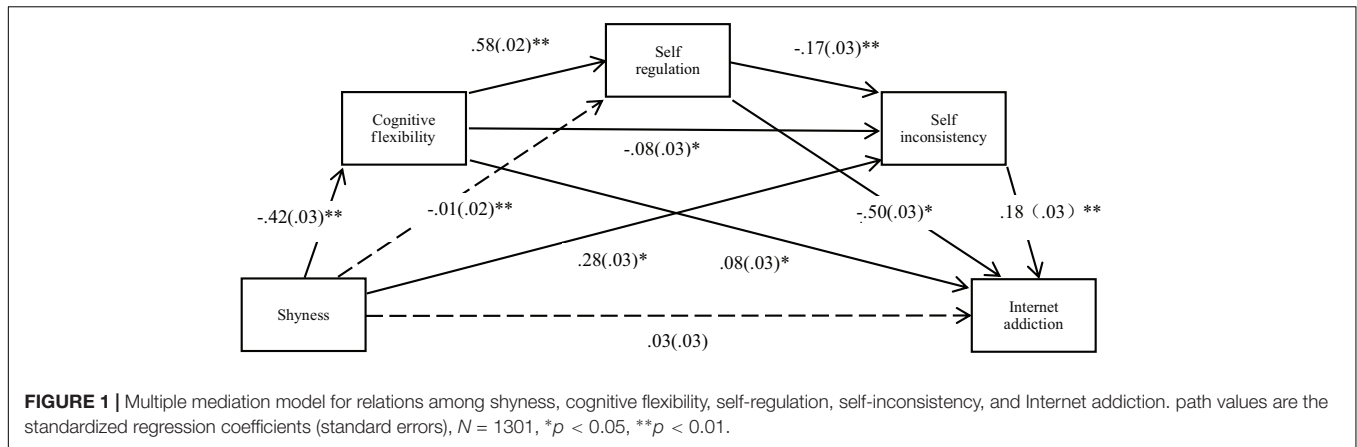 .58(.02)**
Self
regulation
-.17(.03)**
Cognitive
flexibility
Self
inconsistency
-.08(.03)*
-.42(.03)**
-.01(.02)**
-.50(.03)*
.18（.03）**
.28(.03)*
.08(.03)*
Shyness
Internet
addiction
.03(.03)
FIGURE 1 | Multiple mediation model for relations among shyness, cognitive flexibility, self-regulation, self-inconsistency, and Internet addiction. path values are the
standardized regression coefficients (standard errors), N = 1301, *p < 0.05, **p < 0.01.